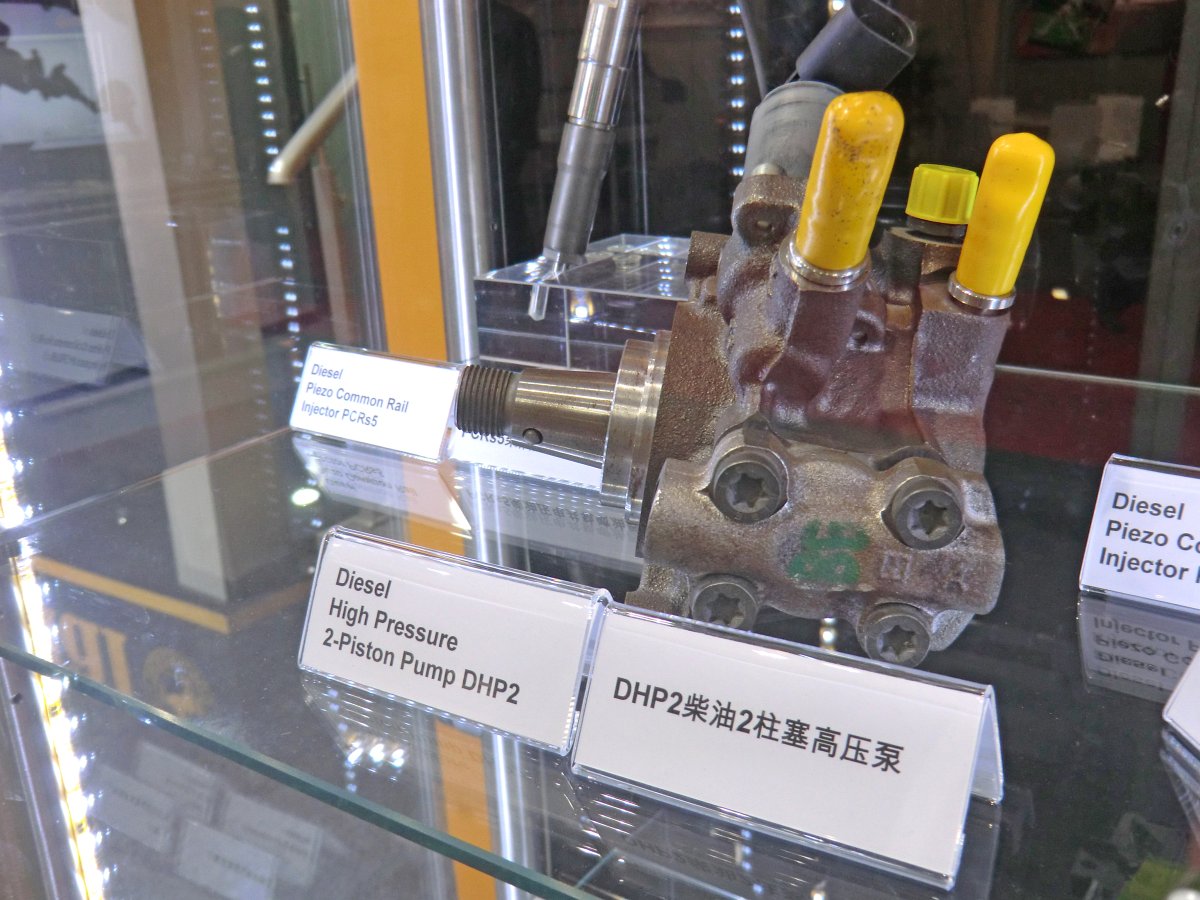 Diesel
Piezo Common Rail
Injector PCRs5
PCRs5
Diesel
High Pressure
2-Piston Pump DHP2
DHP2柴油2柱塞高压泵
Diesel
Piezo
Injector